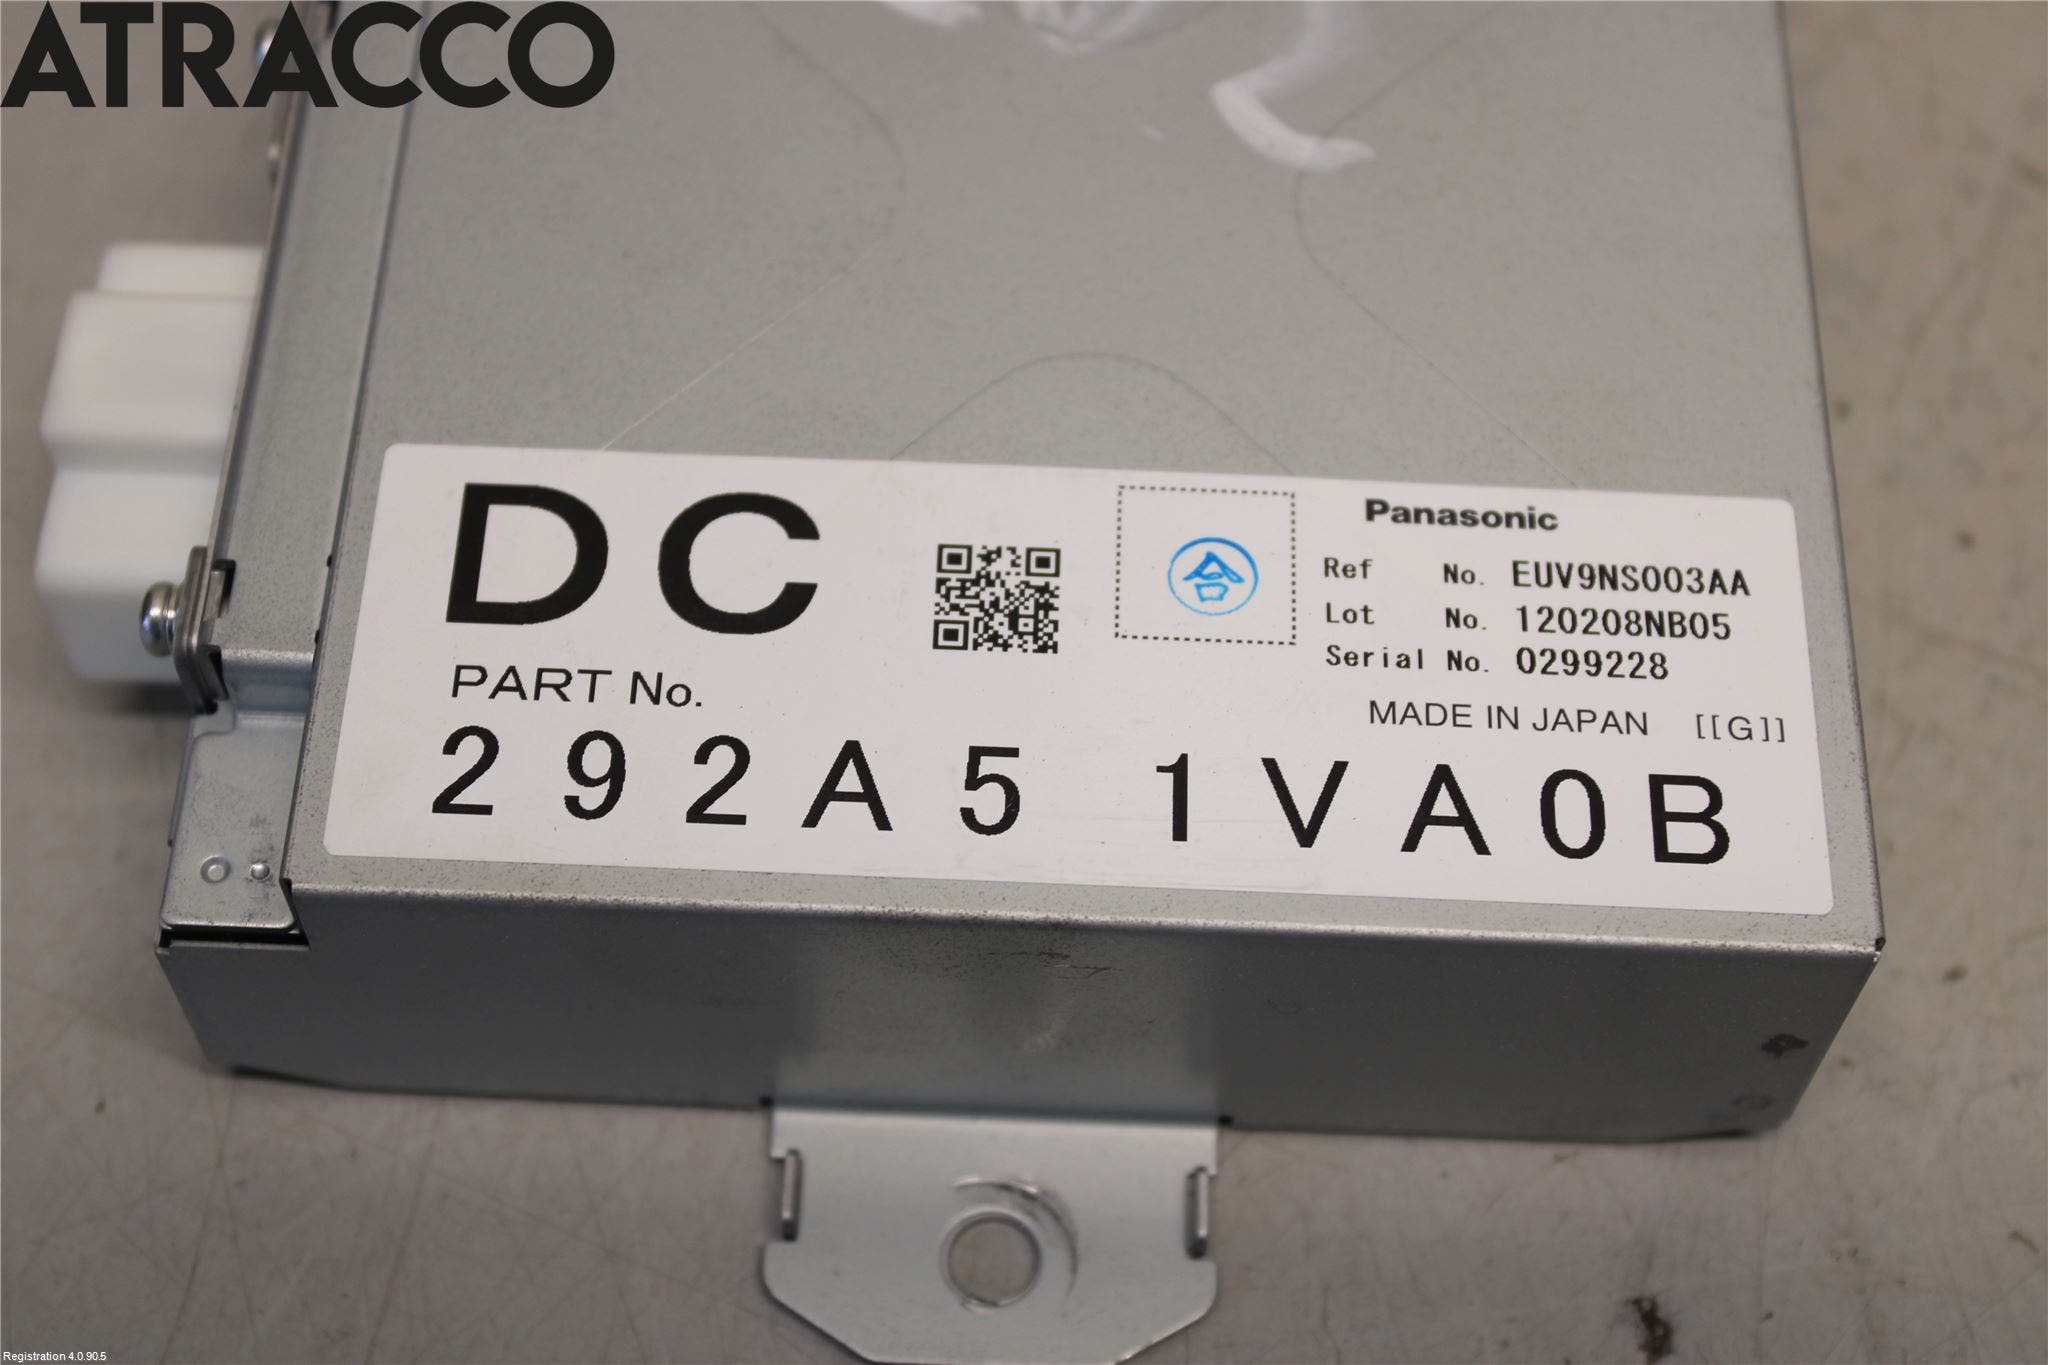 ATRACCO
DC
合
Panasonic
Ref No. EUV9NS003AA
Lot No. 120208NB05
Serial No. 0299228
PART No.
MADE IN JAPAN [[G]]
292A5 1VA0B
Registration 4.0.90.5